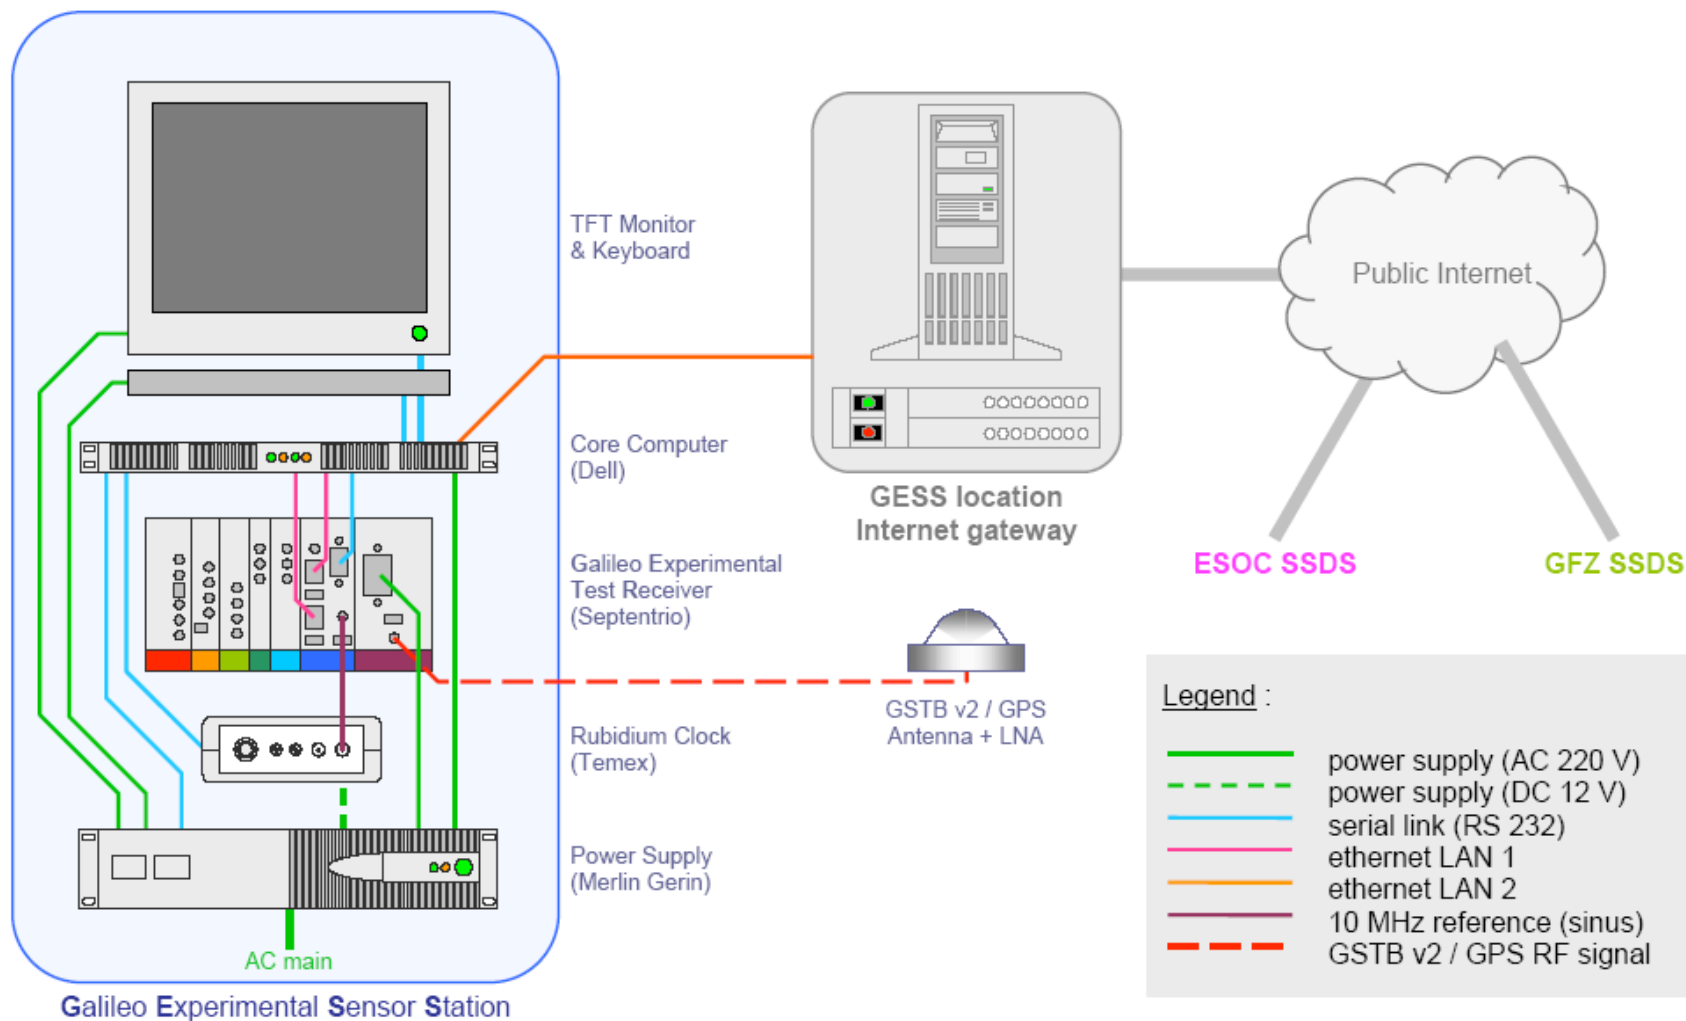 TFT Monitor
& Keyboard
Core Computer
(Dell)
Galileo Experimental
Test Receiver
(Septentrio)
Rubidium Clock
(Temex)
Power Supply
(Merlin Gerin)
AC main
Galileo Experimental Sensor Station
GESS location
Internet gateway
Public Internet
ESOC SSDS
GFZ SSDS
GSTB v2 / GPS
Antenna + LNA
Legend :
power supply (AC 220 V)
power supply (DC 12 V)
serial link (RS 232)
ethernet LAN 1
ethernet LAN 2
10 MHz reference (sinus)
GSTB v2 / GPS RF signal